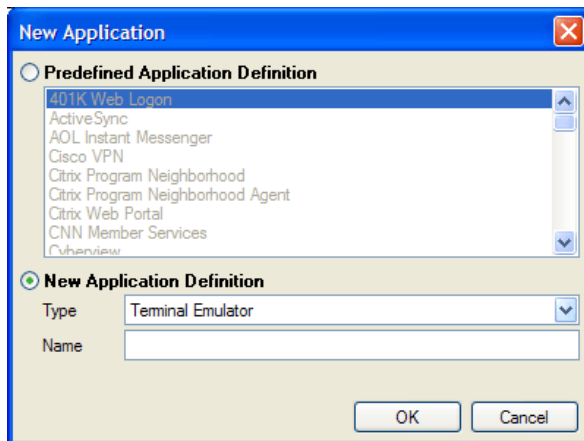 New Application
Predefined Application Definition
401K Web Logon
ActiveSync
AOL Instant Messenger
Cisco VPN
Citrix Program Neighborhood
Citrix Program Neighborhood Agent
Citrix Web Portal
CNN Member Services
Cyberview
New Application Definition
Type Terminal Emulator
Name
OK Cancel